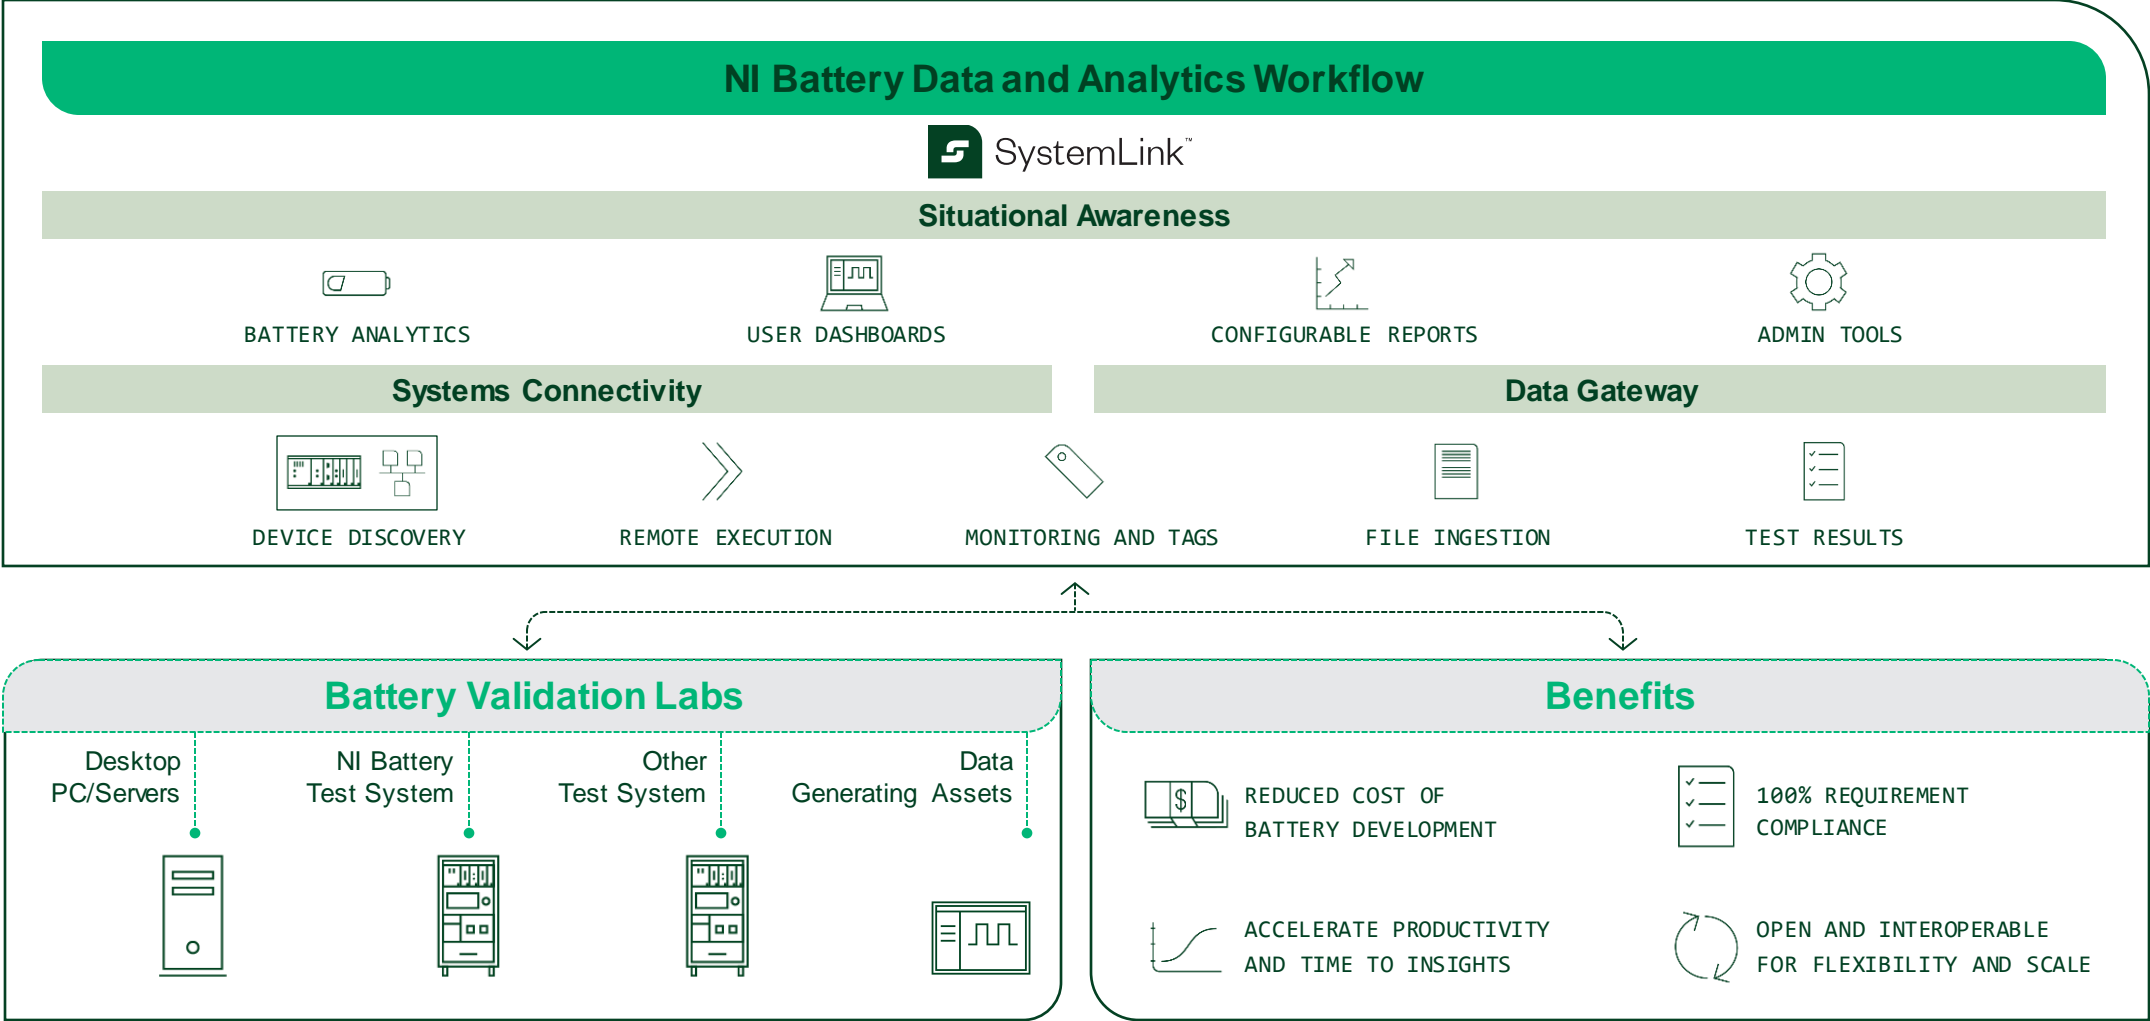 NI Battery Data and Analytics Workflow
SystemLink™
Situational Awareness
BATTERY ANALYTICS
USER DASHBOARDS
CONFIGURABLE REPORTS
ADMIN TOOLS
Systems Connectivity
Data Gateway
DEVICE DISCOVERY
REMOTE EXECUTION
MONITORING AND TAGS
FILE INGESTION
TEST RESULTS
Battery Validation Labs
Desktop
PC/Servers
NI Battery
Test System
Other
Test System
Data
Generating Assets
Benefits
$
REDUCED COST OF
BATTERY DEVELOPMENT
100% REQUIREMENT
COMPLIANCE
ACCELERATE PRODUCTIVITY
AND TIME TO INSIGHTS
OPEN AND INTEROPERABLE
FOR FLEXIBILITY AND SCALE